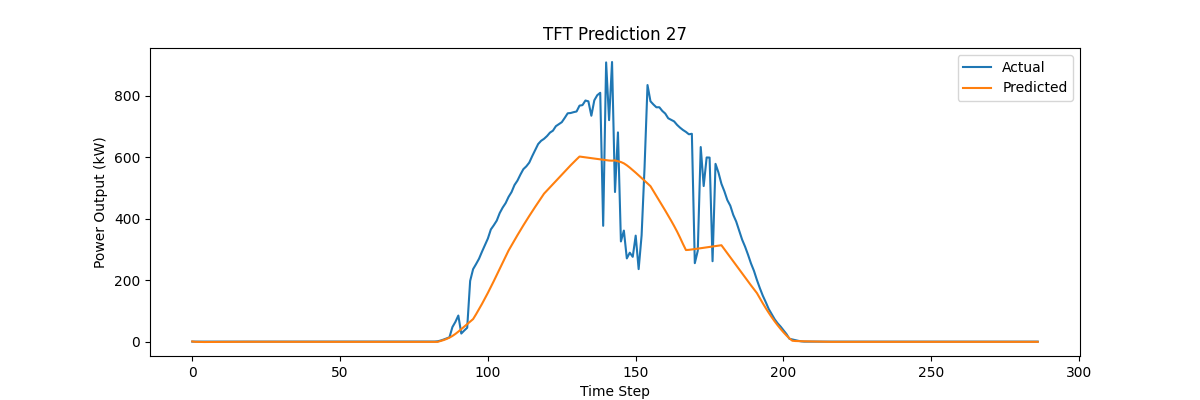 TFT Prediction 27
Actual
Predicted
Power Output (kW)
800
600
400
200
0
0 50 100 150 200 250 300
Time Step